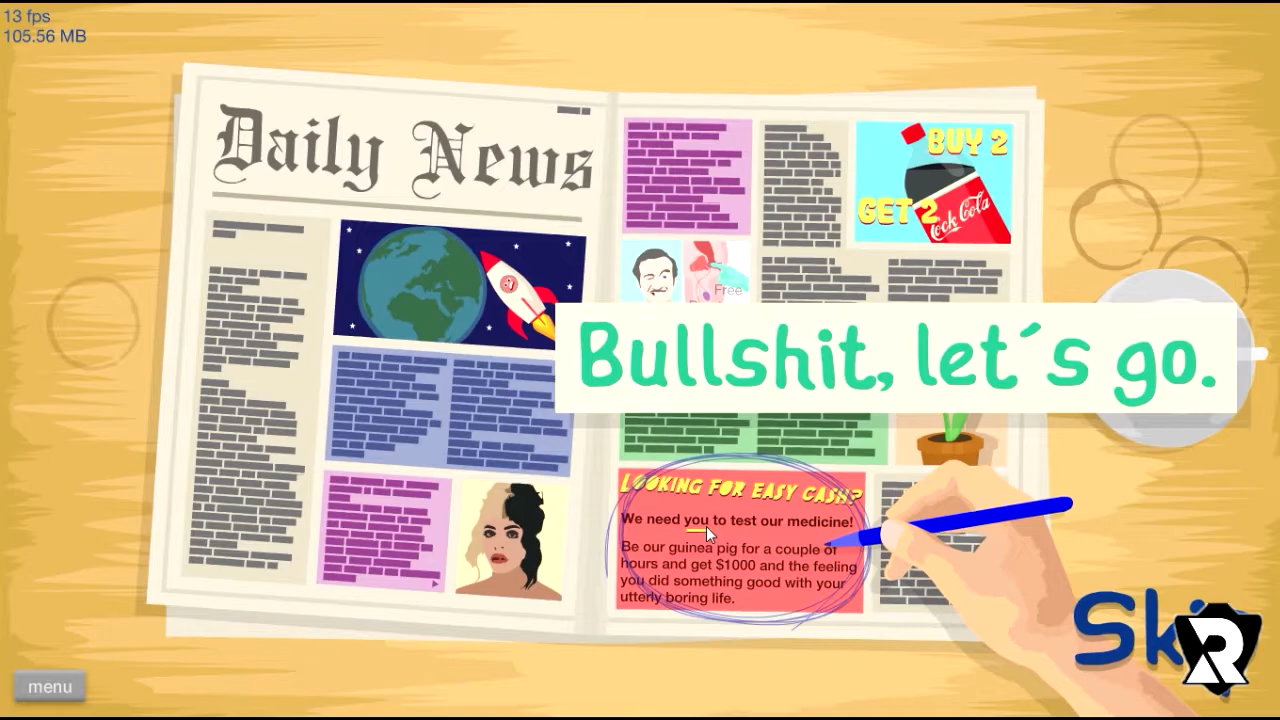 13 fps
105.56 MB
Daily News
BUY 2
GET 2
Cock Cola
Free
Bullshit, let´s go.
LOOKING FOR EASY CASH?
We need you to test our medicine!
Be our guinea pig for a couple of
hours and get $1000 and the feeling
you did something good with your
utterly boring life.
menu